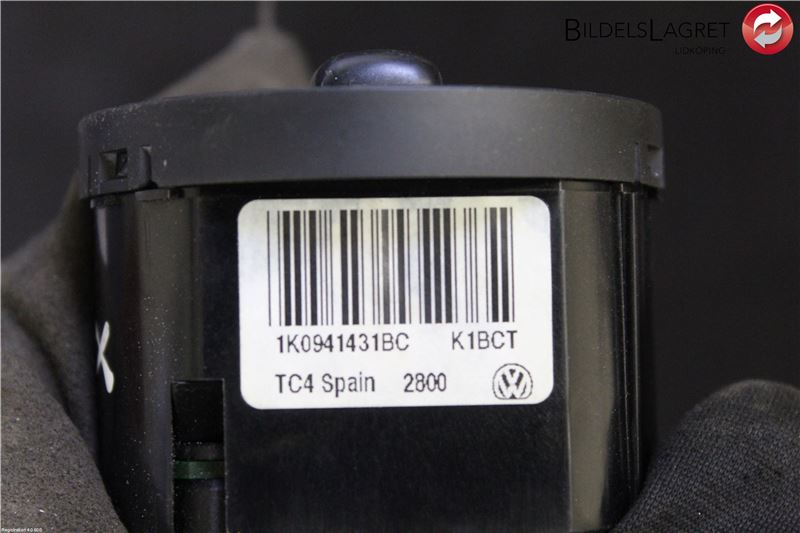 BILDELSLAGRET
LIDKÖPING
1K0941431BC K1BCT
TC4 Spain 2800
X